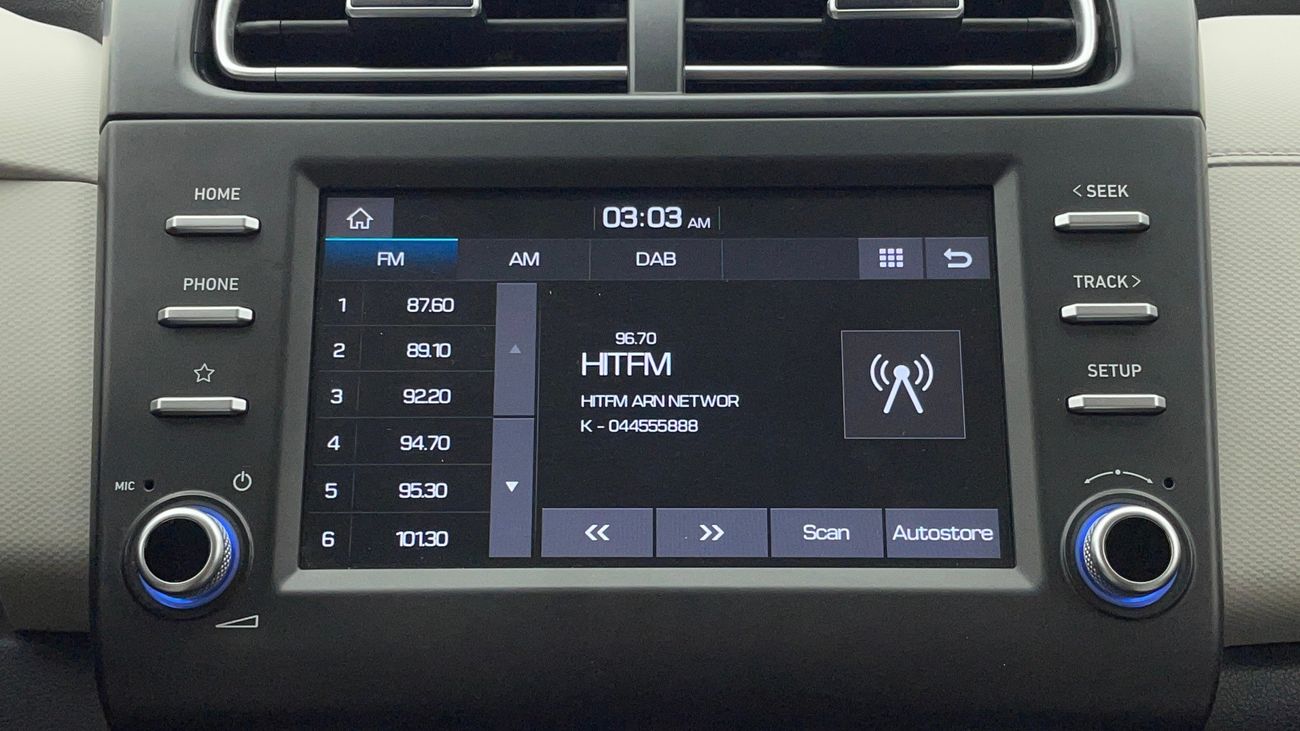 HOME
PHONE
MIC
03:03 AM
FM AM DAB
1 87.60
2 89.10
3 92.20
4 94.70
5 95.30
6 101.30
96.70
HITFM
HITFM ARN NETWOR
K - 044555888
<< >> Scan Autostore
< SEEK
TRACK >
SETUP